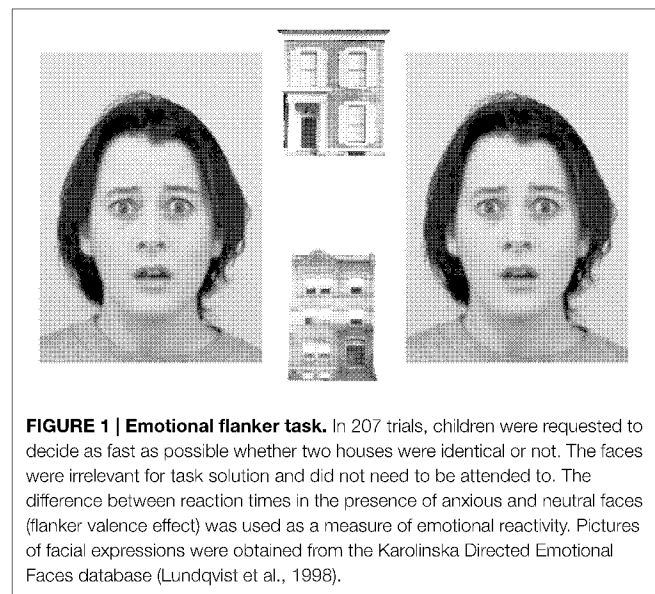 FIGURE 1 | Emotional flanker task. In 207 trials, children were requested to
decide as fast as possible whether two houses were identical or not. The faces
were irrelevant for task solution and did not need to be attended to. The
difference between reaction times in the presence of anxious and neutral faces
(flanker valence effect) was used as a measure of emotional reactivity. Pictures
of facial expressions were obtained from the Karolinska Directed Emotional
Faces database (Lundqvist et al., 1998).